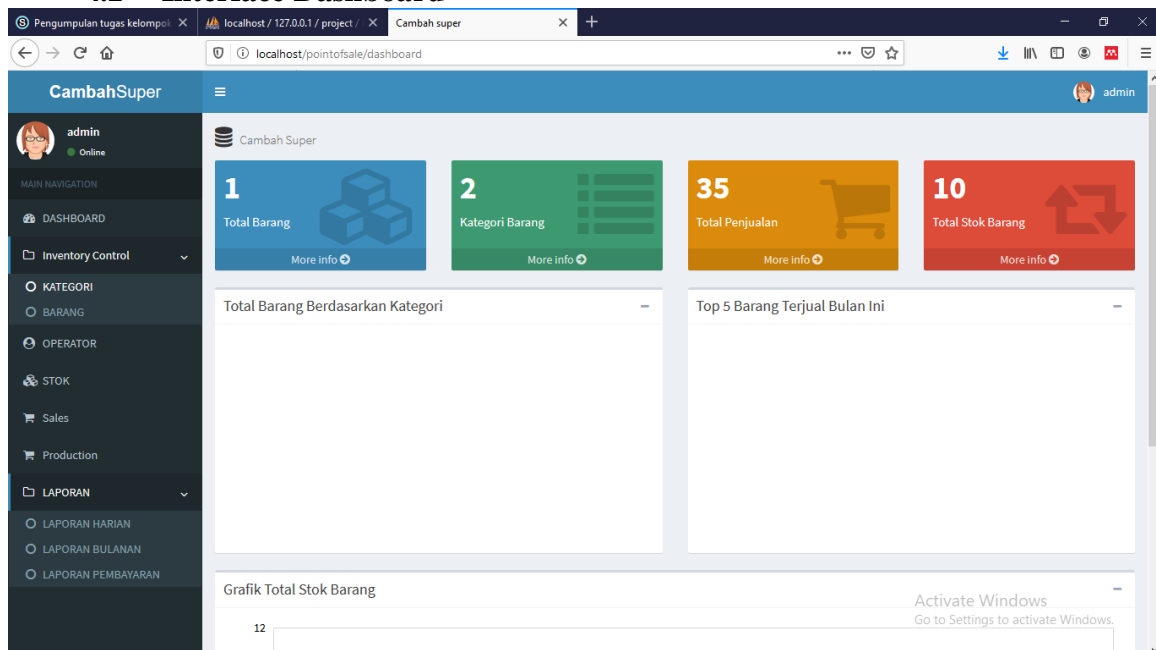 4.2 Interface Dashboard
Pengumpulan tugas kelompok
localhost / 127.0.0.1 / project /
Cambah super
localhost/pointofsale/dashboard
CambahSuper
admin
admin
Online
MAIN NAVIGATION
DASHBOARD
Inventory Control
KATEGORI
BARANG
OPERATOR
STOK
Sales
Production
LAPORAN
LAPORAN HARIAN
LAPORAN BULANAN
LAPORAN PEMBAYARAN
Cambah Super
1
Total Barang
More info
2
Kategori Barang
More info
35
Total Penjualan
More info
10
Total Stok Barang
More info
Total Barang Berdasarkan Kategori
Top 5 Barang Terjual Bulan Ini
Grafik Total Stok Barang
12
Activate Windows
Go to Settings to activate Windows.